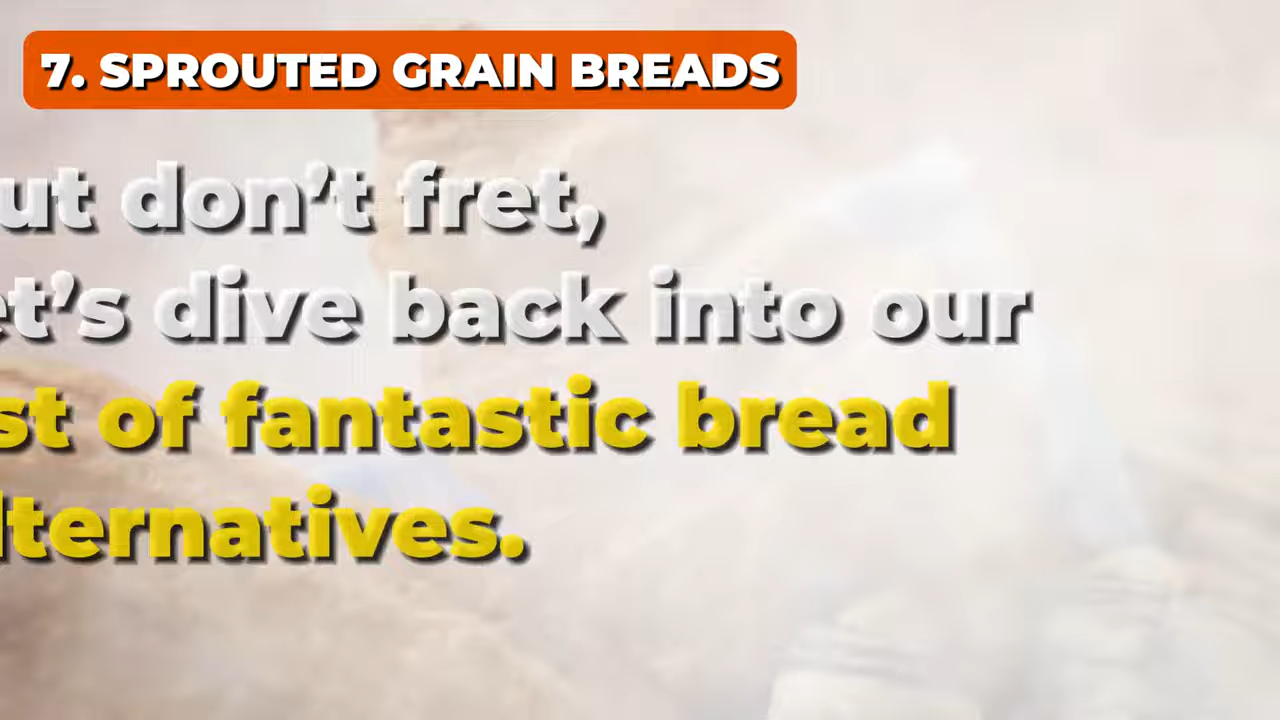 7. SPROUTED GRAIN BREADS
ut don’t fret,
et’s dive back into our
st of fantastic bread
lternatives.